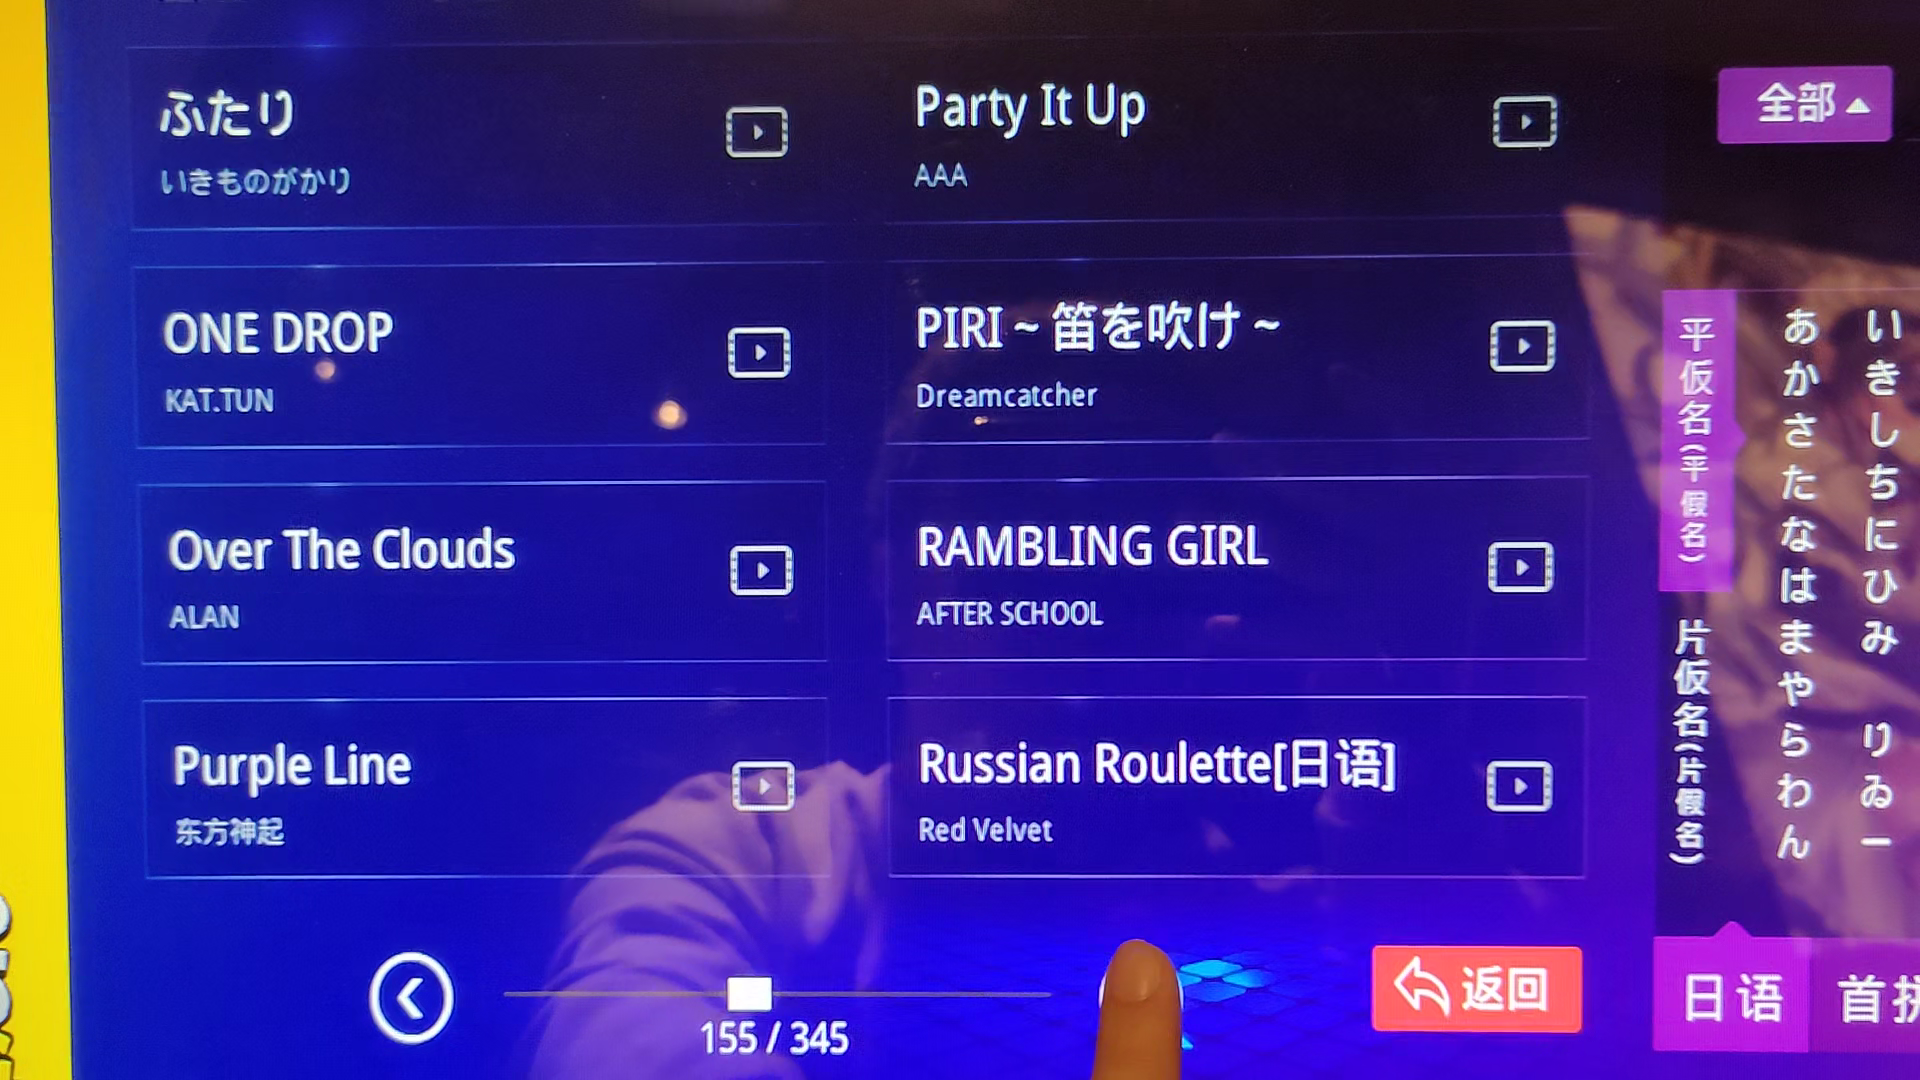 ふたり
いきものがかり
Party It Up
AAA
全部
ONE DROP
KAT.TUN
PIRI ~ 笛を吹け ~
Dreamcatcher
Over The Clouds
ALAN
RAMBLING GIRL
AFTER SCHOOL
Purple Line
东方神起
Russian Roulette[日语]
Red Velvet
平仮名(平假名)
片仮名(片假名)
あかさたなはまやらわん
いきしちにひみ りゐー
155 / 345
返回
日语
首拼